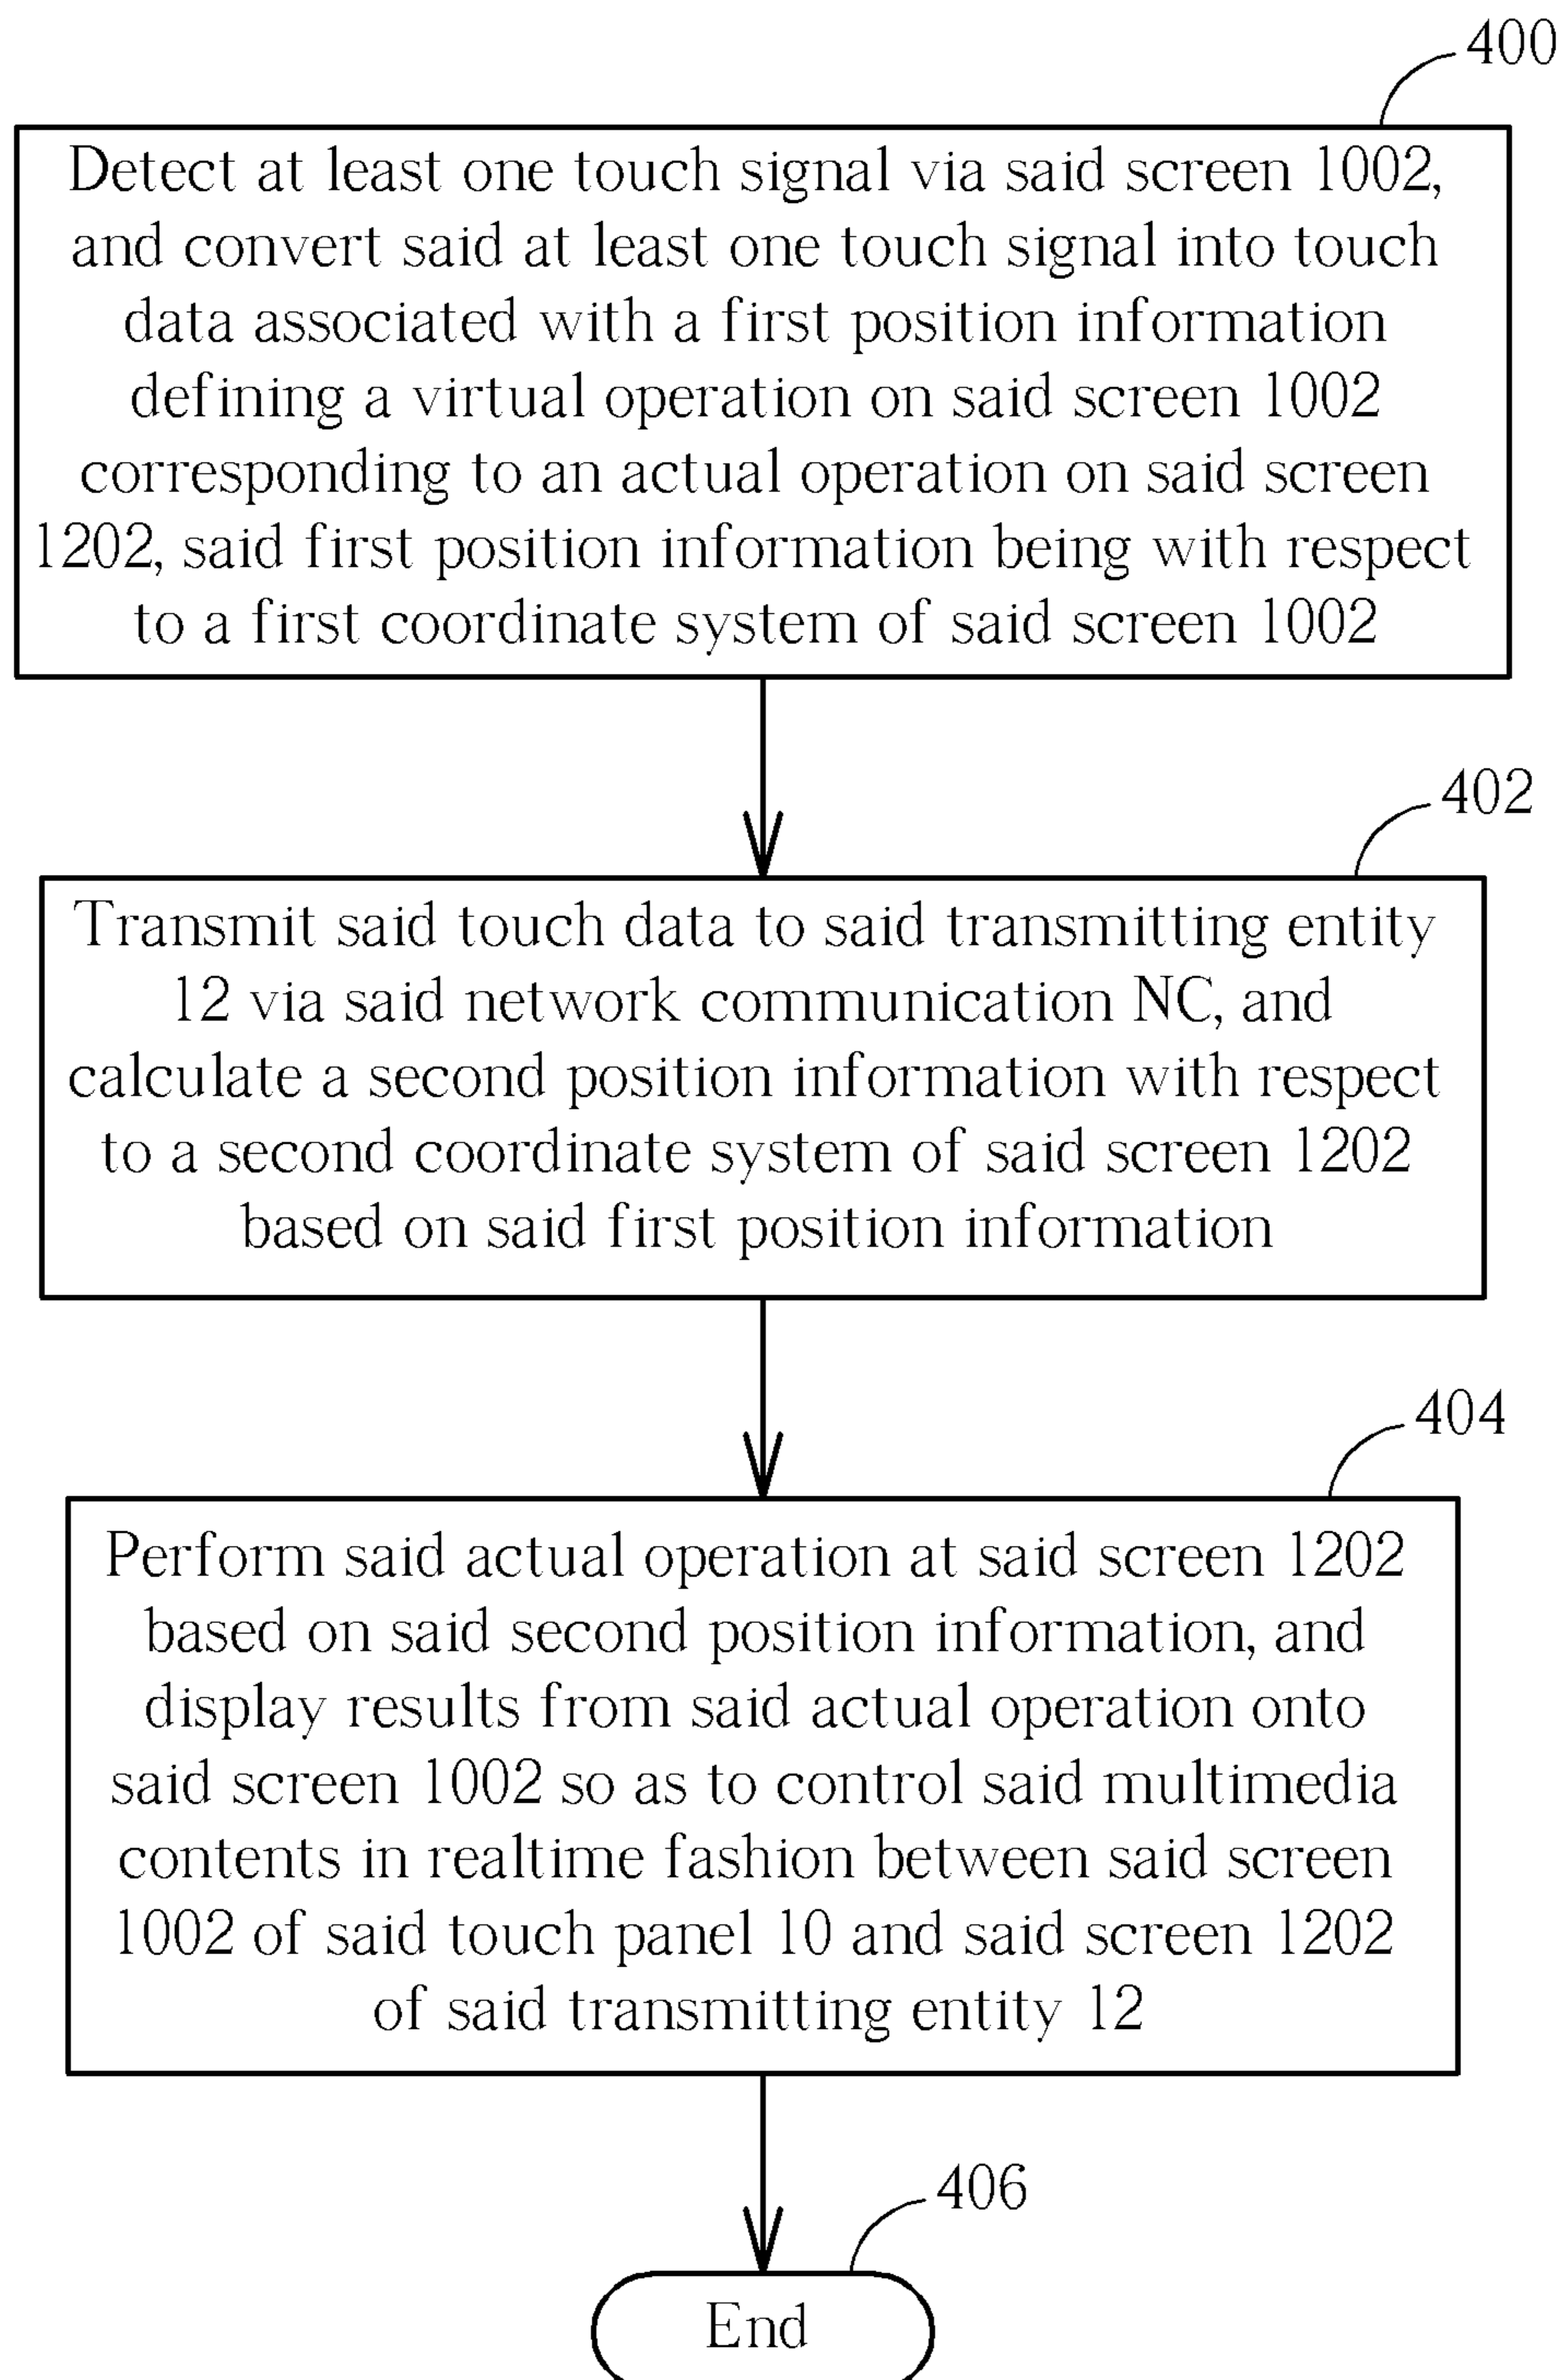 400
Detect at least one touch signal via said screen 1002,
and convert said at least one touch signal into touch
data associated with a first position information
defining a virtual operation on said screen 1002
corresponding to an actual operation on said screen
1202, said first position information being with respect
to a first coordinate system of said screen 1002
402
Transmit said touch data to said transmitting entity
12 via said network communication NC, and
calculate a second position information with respect
to a second coordinate system of said screen 1202
based on said first position information
404
Perform said actual operation at said screen 1202
based on said second position information, and
display results from said actual operation onto
said screen 1002 so as to control said multimedia
contents in realtime fashion between said screen
1002 of said touch panel 10 and said screen 1202
of said transmitting entity 12
406
End